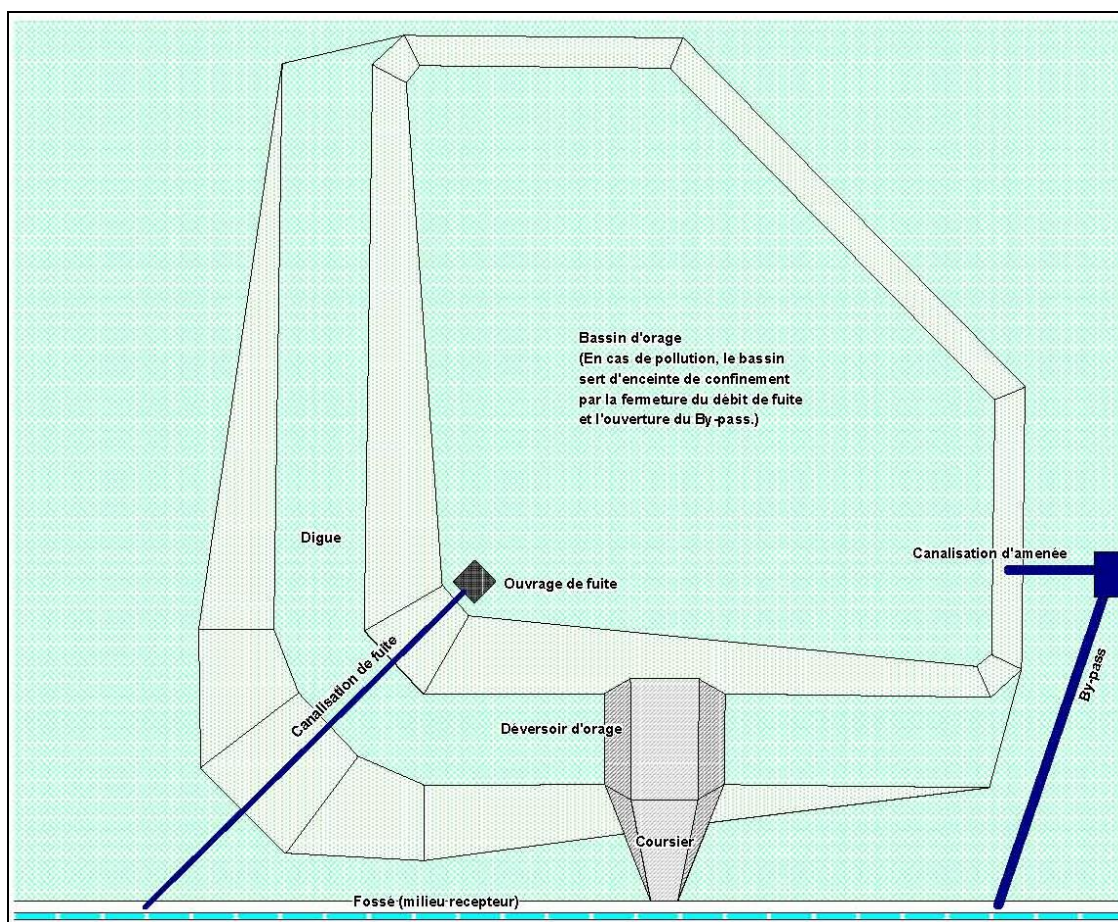 Bassin d'orage
(En cas de pollution, le bassin
sert d'enceinte de confinement
par la fermeture du débit de fuite
et l'ouverture du By-pass.)
Digue
Canalisation d'amenée
Ouvrage de fuite
Canalisation de fuite
By-pass
Déversoir d'orage
Coursier
Fossé (milieu recepteur)